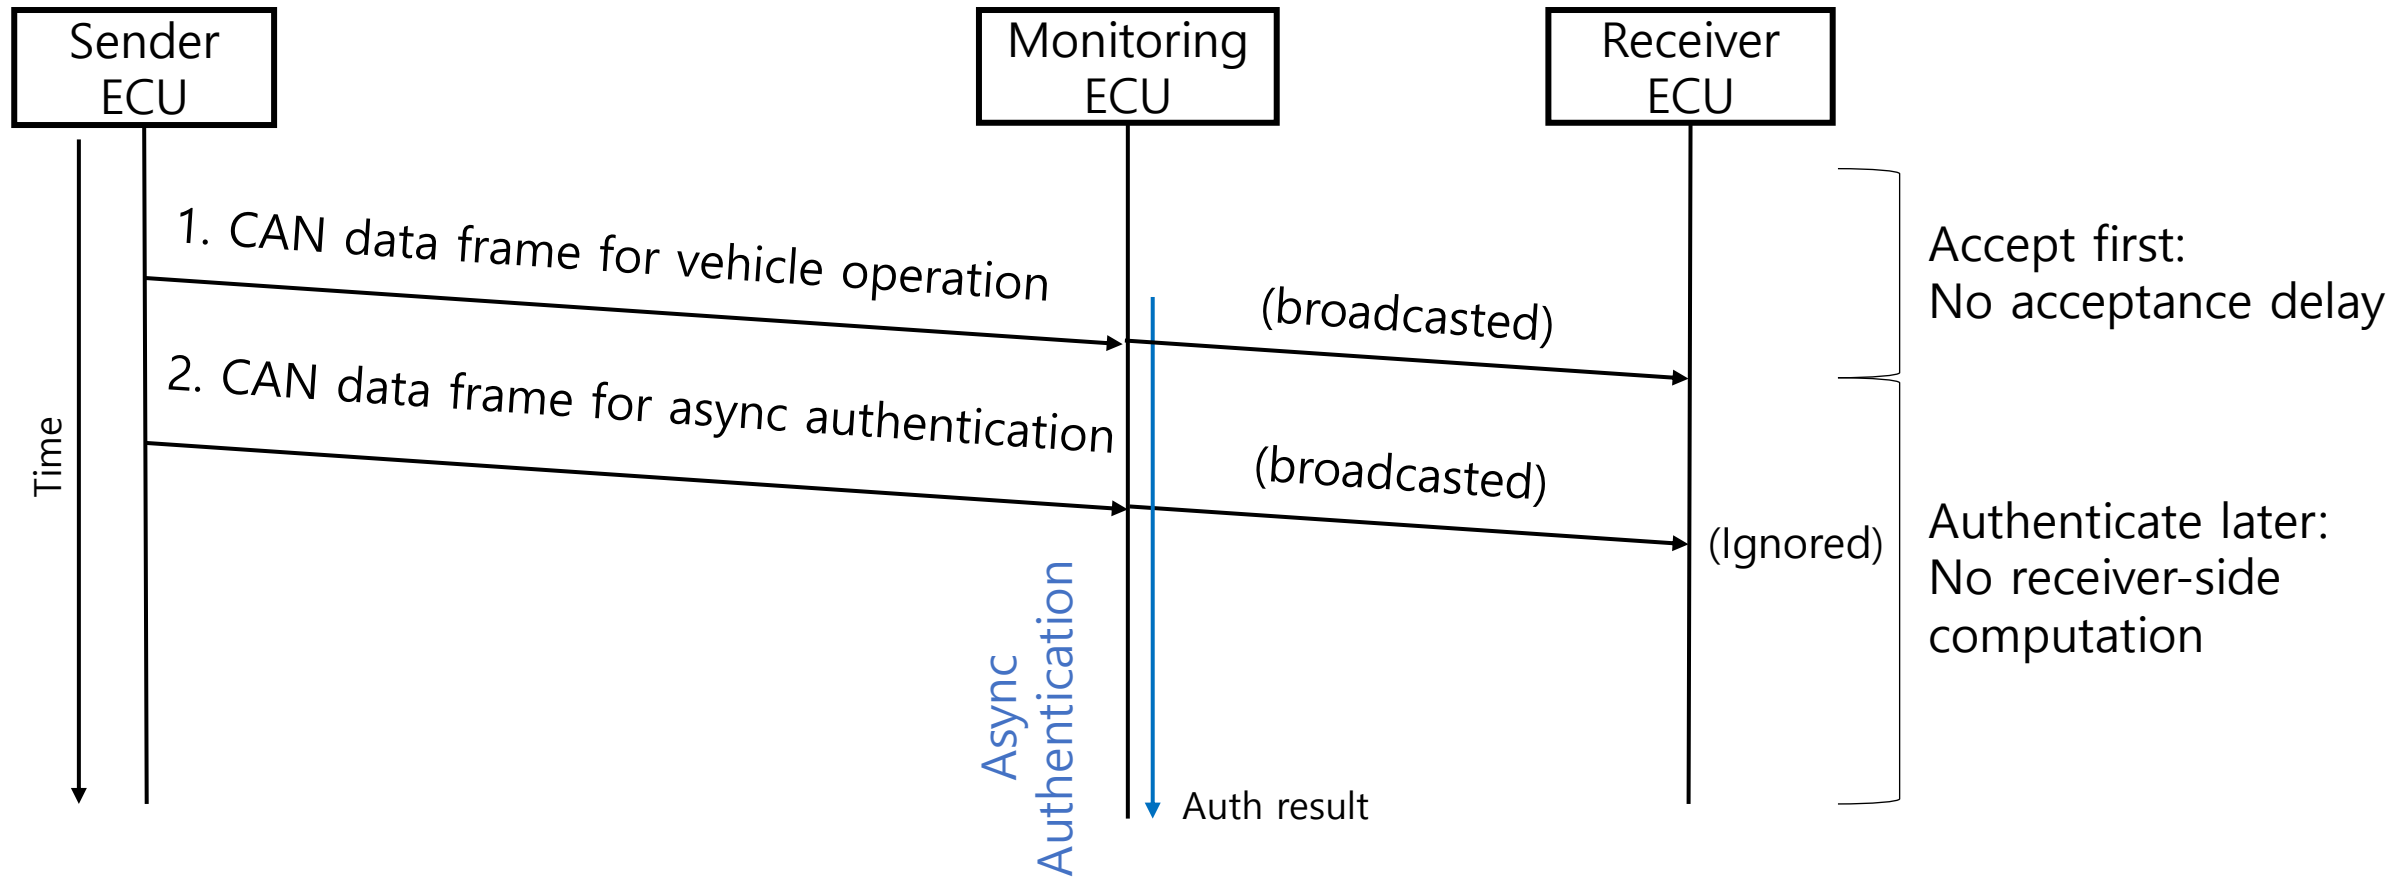 Sender
ECU
Monitoring
ECU
Receiver
ECU
1. CAN data frame for vehicle operation
(broadcasted)
Accept first:
No acceptance delay
2. CAN data frame for async authentication
(broadcasted)
(Ignored)
Authenticate later:
No receiver-side
computation
Time
Async
Authentication
Auth result